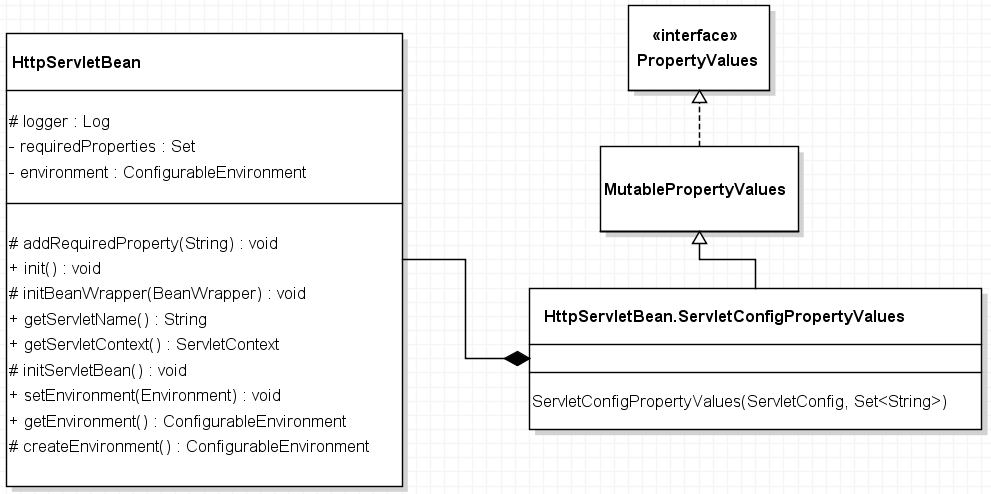 HttpServletBean
# logger : Log
- requiredProperties : Set
- environment : ConfigurableEnvironment
# addRequiredProperty(String) : void
+ init() : void
# initBeanWrapper(BeanWrapper) : void
+ getServletName() : String
+ getServletContext() : ServletContext
# initServletBean() : void
+ setEnvironment(Environment) : void
+ getEnvironment() : ConfigurableEnvironment
# createEnvironment() : ConfigurableEnvironment
«interface»
PropertyValues
MutablePropertyValues
HttpServletBean.ServletConfigPropertyValues
ServletConfigPropertyValues(ServletConfig, Set<String>)